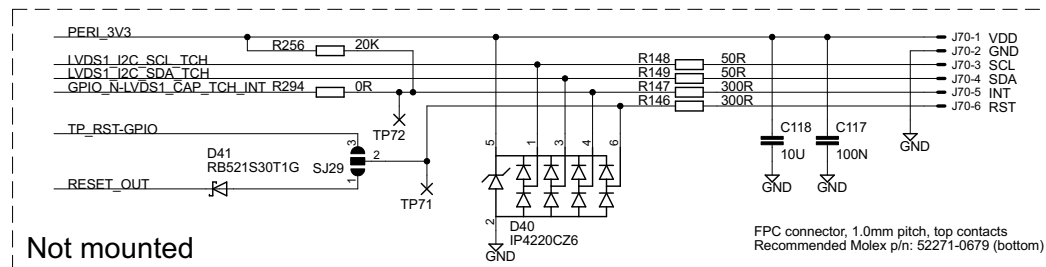 PERI_3V3
R256 20K
LVDS1_I2C_SCL_TCH
LVDS1_I2C_SDA_TCH
GPIO_N-LVDS1_CAP_TCH_INT R294 0R
TP72
R148 50R
R149 50R
R147 300R
R146 300R
J70-1 VDD
J70-2 GND
J70-3 SCL
J70-4 SDA
J70-5 INT
J70-6 RST
TP_RST-GPIO
D41
RB521S30T1G
SJ29
3
2
1
RESET_OUT
TP71
5
1
3
4
6
2
D40
IP4220CZ6
GND
C118
10U
GND
C117
100N
GND
GND
Not mounted
FPC connector, 1.0mm pitch, top contacts
Recommended Molex p/n: 52271-0679 (bottom)